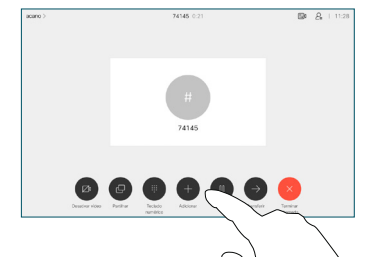 acano
74145 0:21
11:28
#
74145
Desativar vídeo
Partilhar
Teclado
numérico
Adicionar
Terminar